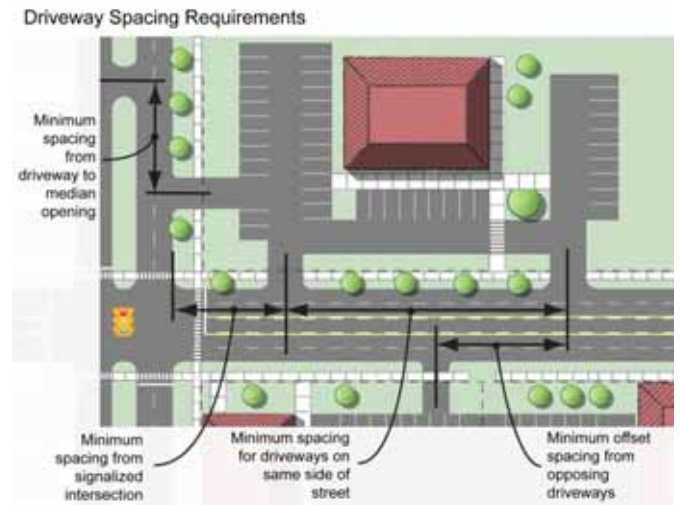 Driveway Spacing Requirements
Minimum
spacing
from
driveway to
median
opening
Minimum
spacing from
signalized
intersection
Minimum spacing
for driveways on
same side of
street
Minimum offset
spacing from
opposing
driveways